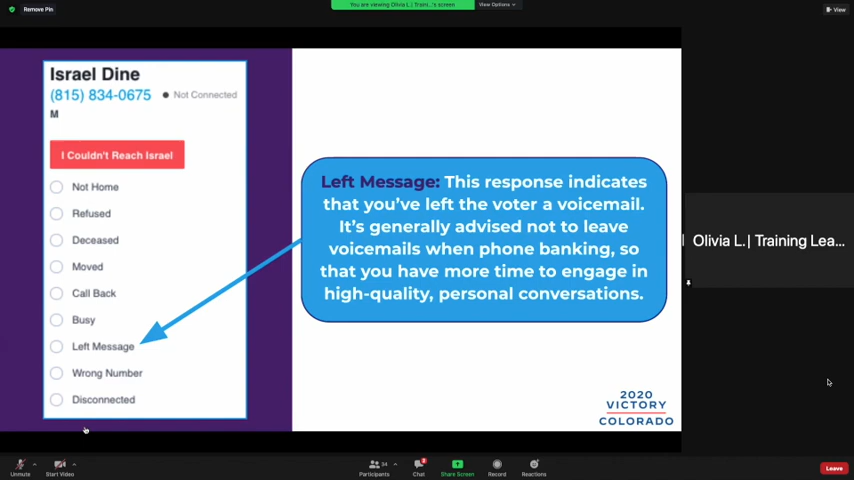 Remove Pin
You are viewing Olivia L.| Traini...'s screen
View Options
View
Israel Dine
(815) 834-0675
Not Connected
M
I Couldn't Reach Israel
Not Home
Refused
Deceased
Moved
Call Back
Busy
Left Message
Wrong Number
Disconnected
Left Message: This response indicates
that you've left the voter a voicemail.
It's generally advised not to leave
voicemails when phone banking, so
that you have more time to engage in
high-quality, personal conversations.
2020
VICTORY
COLORADO
Olivia L.| Training Lea...
Unmute
Start Video
34
Participants
Chat
Share Screen
Record
Reactions
Leave